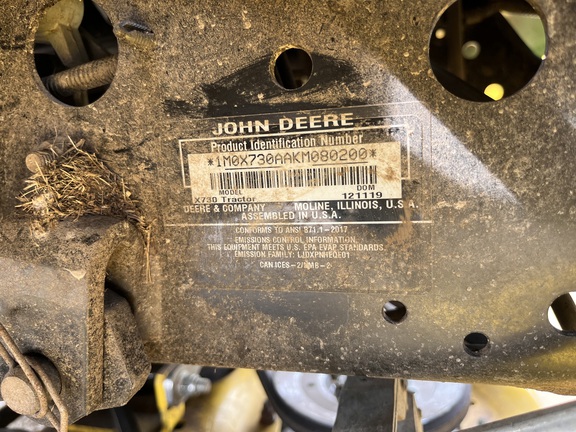 JOHN DEERE
Product Identification Number
*1M0X730AAKM080200*
MODEL DOM
X730 Tractor 121119
DEERE & COMPANY MOLINE, ILLINOIS, U.S.A.
ASSEMBLED IN U.S.A.
CONFORMS TO ANSI B71.1-2017
EMISSIONS CONTROL INFORMATION.
THIS EQUIPMENT MEETS U.S. EPA EVAP STANDARDS.
EMISSION FAMILY:
CAN ICES-2/NMB-2